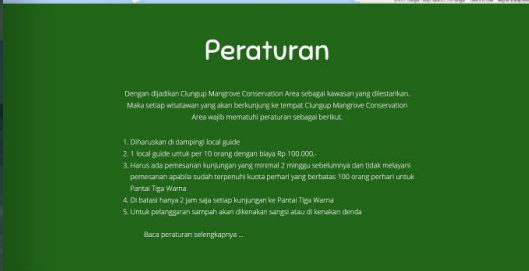 Peraturan
Dengan dijadikan Clungup Mangrove Conservation Area sebagai kawasan yang dilestarikan.
Maka setiap wisatawan yang akan berkunjung ke tempat Clungup Mangrove Conservation
Area wajib mematuhi peraturan sebagai berikut.
1. Diharuskan di dampingi local guide
2. 1 local guide untuk per 10 orang dengan biaya Rp 100.000,-
3. Harus ada pemesanan kunjungan yang minimal 2 minggu sebelumnya dan tidak melayani
pemesanan apabila sudah terpenuhi kuota perhari yang berbatas 100 orang perhari untuk
Pantai Tiga Warna
4. Di batasi hanya 2 jam saja setiap kunjungan ke Pantai Tiga Warna
5. Untuk pelanggaran sampah akan dikenakan sangsi atau di kenakan denda
Baca peraturan selengkapnya ...